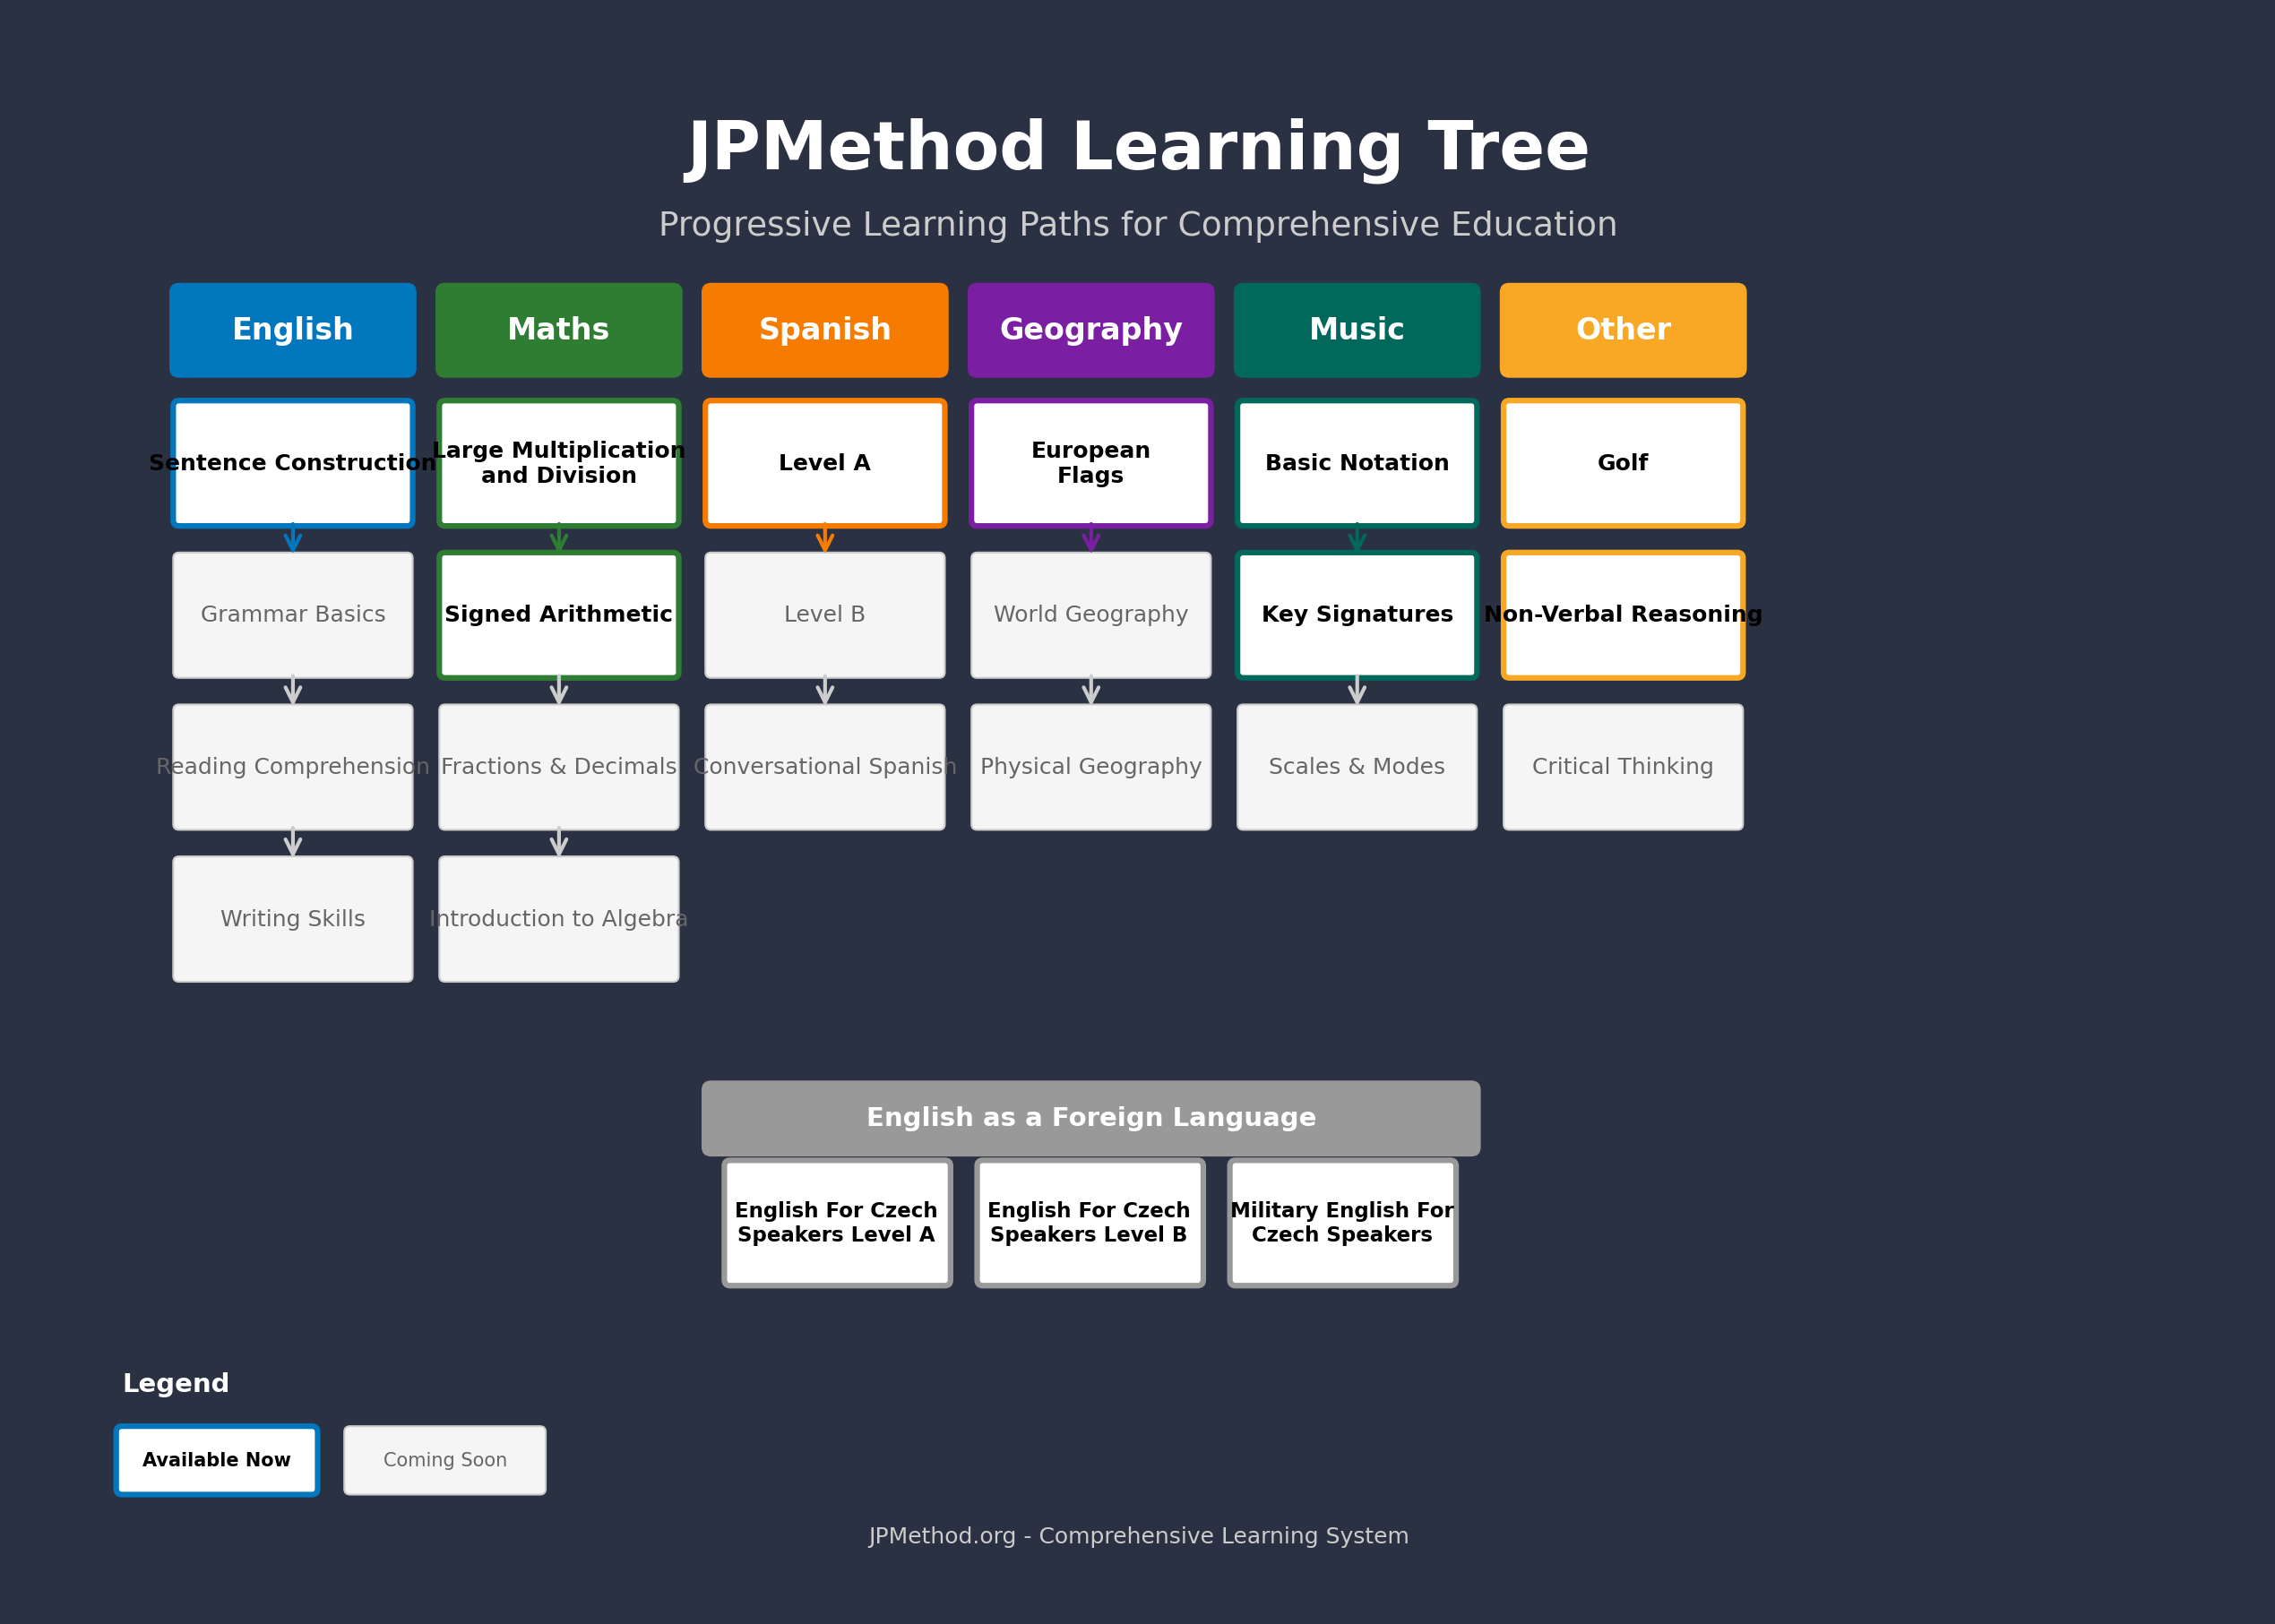 JPMethod Learning Tree
Progressive Learning Paths for Comprehensive Education
English
Maths
Spanish
Geography
Music
Other
Sentence Construction
Large Multiplication
and Division
Level A
European
Flags
Basic Notation
Golf
Grammar Basics
Signed Arithmetic
Level B
World Geography
Key Signatures
Non-Verbal Reasoning
Reading Comprehension
Fractions & Decimals
Conversational Spanish
Physical Geography
Scales & Modes
Critical Thinking
Writing Skills
Introduction to Algebra
English as a Foreign Language
English For Czech
Speakers Level A
English For Czech
Speakers Level B
Military English For
Czech Speakers
Legend
Available Now
Coming Soon
JPMethod.org - Comprehensive Learning System